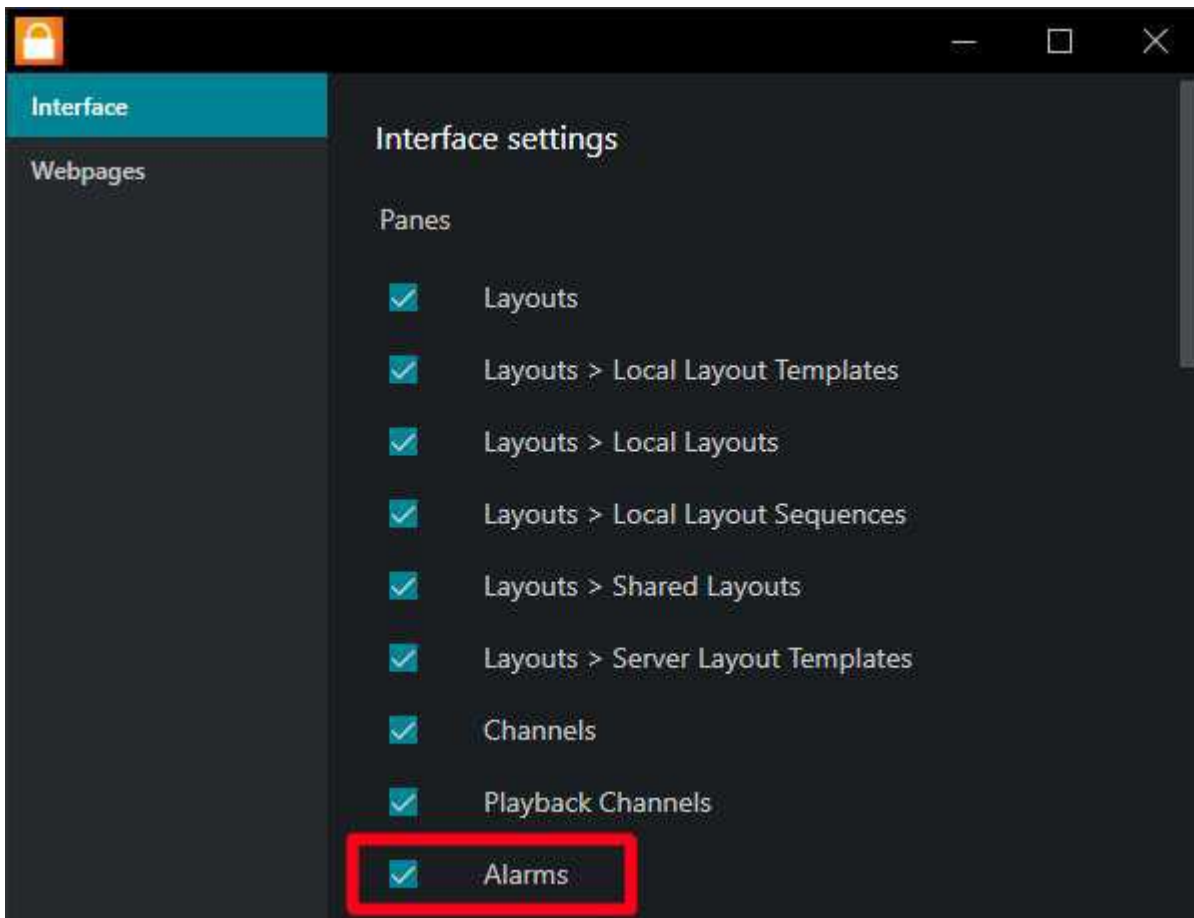 Interface
Webpages
Interface settings
Panes
Layouts
Layouts > Local Layout Templates
Layouts > Local Layouts
Layouts > Local Layout Sequences
Layouts > Shared Layouts
Layouts > Server Layout Templates
Channels
Playback Channels
Alarms